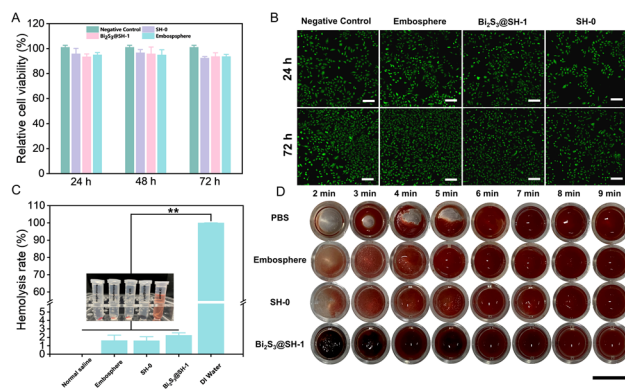 A
Negative Control
SH-0
Bi2S3@SH-1
Embopsphere
Relative cell viability (%)
120
100
80
60
40
20
0
24 h
48 h
72 h
B
Negative Control
Embosphere
Bi2S3@SH-1
SH-0
24 h
72 h
C
Hemolysis rate (%)
110
100
90
80
70
60
50
5
4
3
2
1
0
**
Normal saline
Embosphere
SH-0
Bi2S3@SH-1
DI Water
D
2 min
3 min
4 min
5 min
6 min
7 min
8 min
9 min
PBS
Embosphere
SH-0
Bi2S3@SH-1